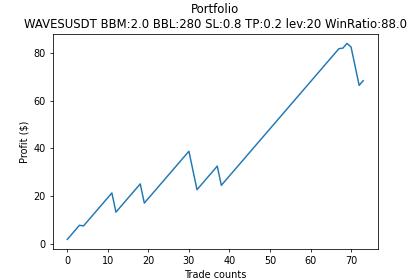 Portfolio
WAVESUSDT BBM:2.0 BBL:280 SL:0.8 TP:0.2 lev:20 WinRatio:88.0
80
60
40
20
0
Profit ($)
0 10 20 30 40 50 60 70
Trade counts